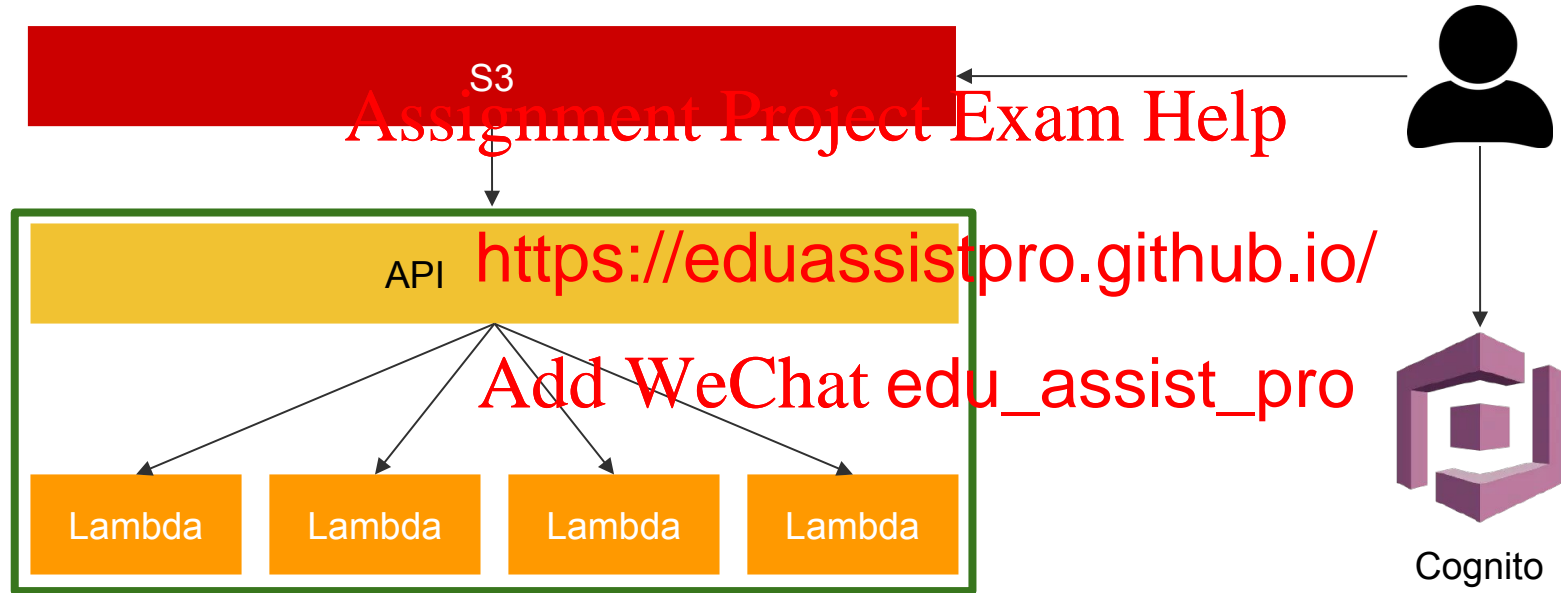 S3
Assignment Project Exam Help
API
https://eduassistpro.github.io/
Add WeChat edu_assist_pro
Lambda Lambda Lambda Lambda
Cognito